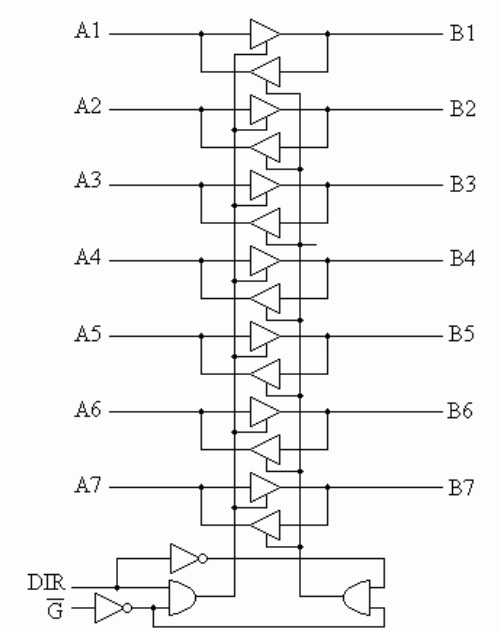 A1 B1
A2 B2
A3 B3
A4 B4
A5 B5
A6 B6
A7 B7
DIR
G̅